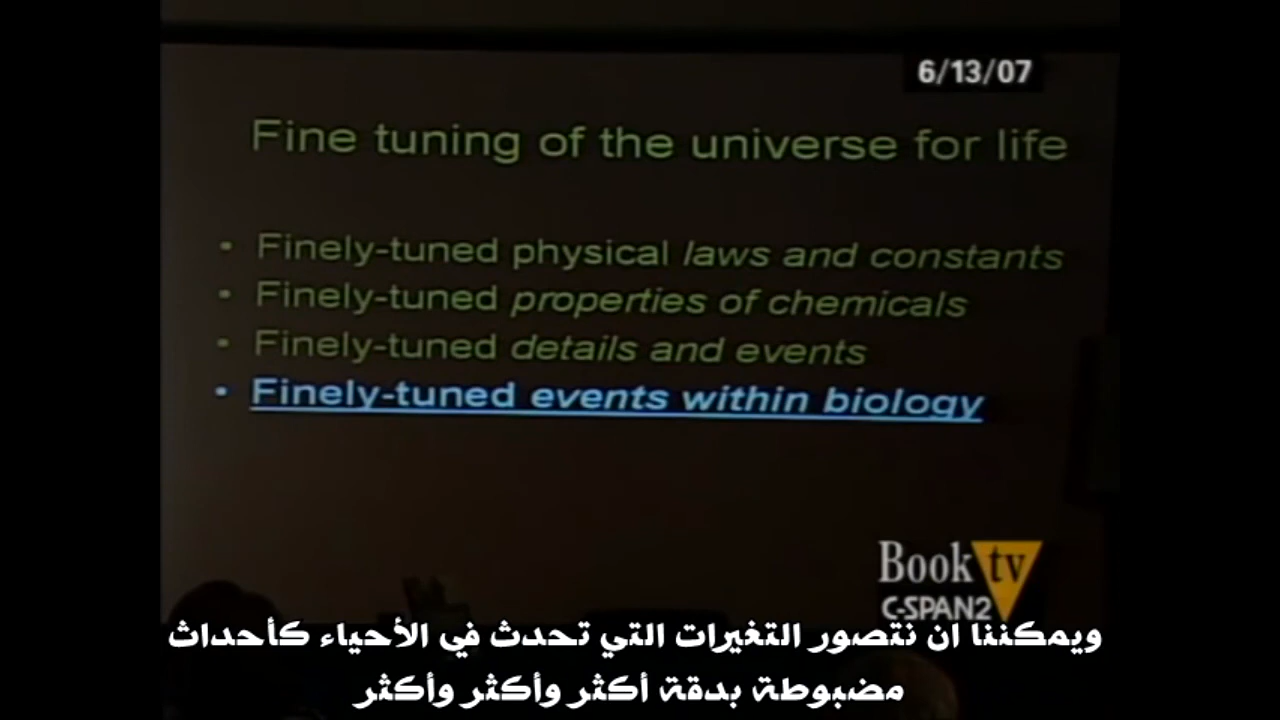 6/13/07
Fine tuning of the universe for life
• Finely-tuned physical laws and constants
• Finely-tuned properties of chemicals
• Finely-tuned details and events
• Finely-tuned events within biology
Book tv
C-SPAN2
ويمكننا ان نتصور التغيرات التي تحدث في الأحياء كأحداث
مضبوطة بدقة أكثر وأكثر وأكثر